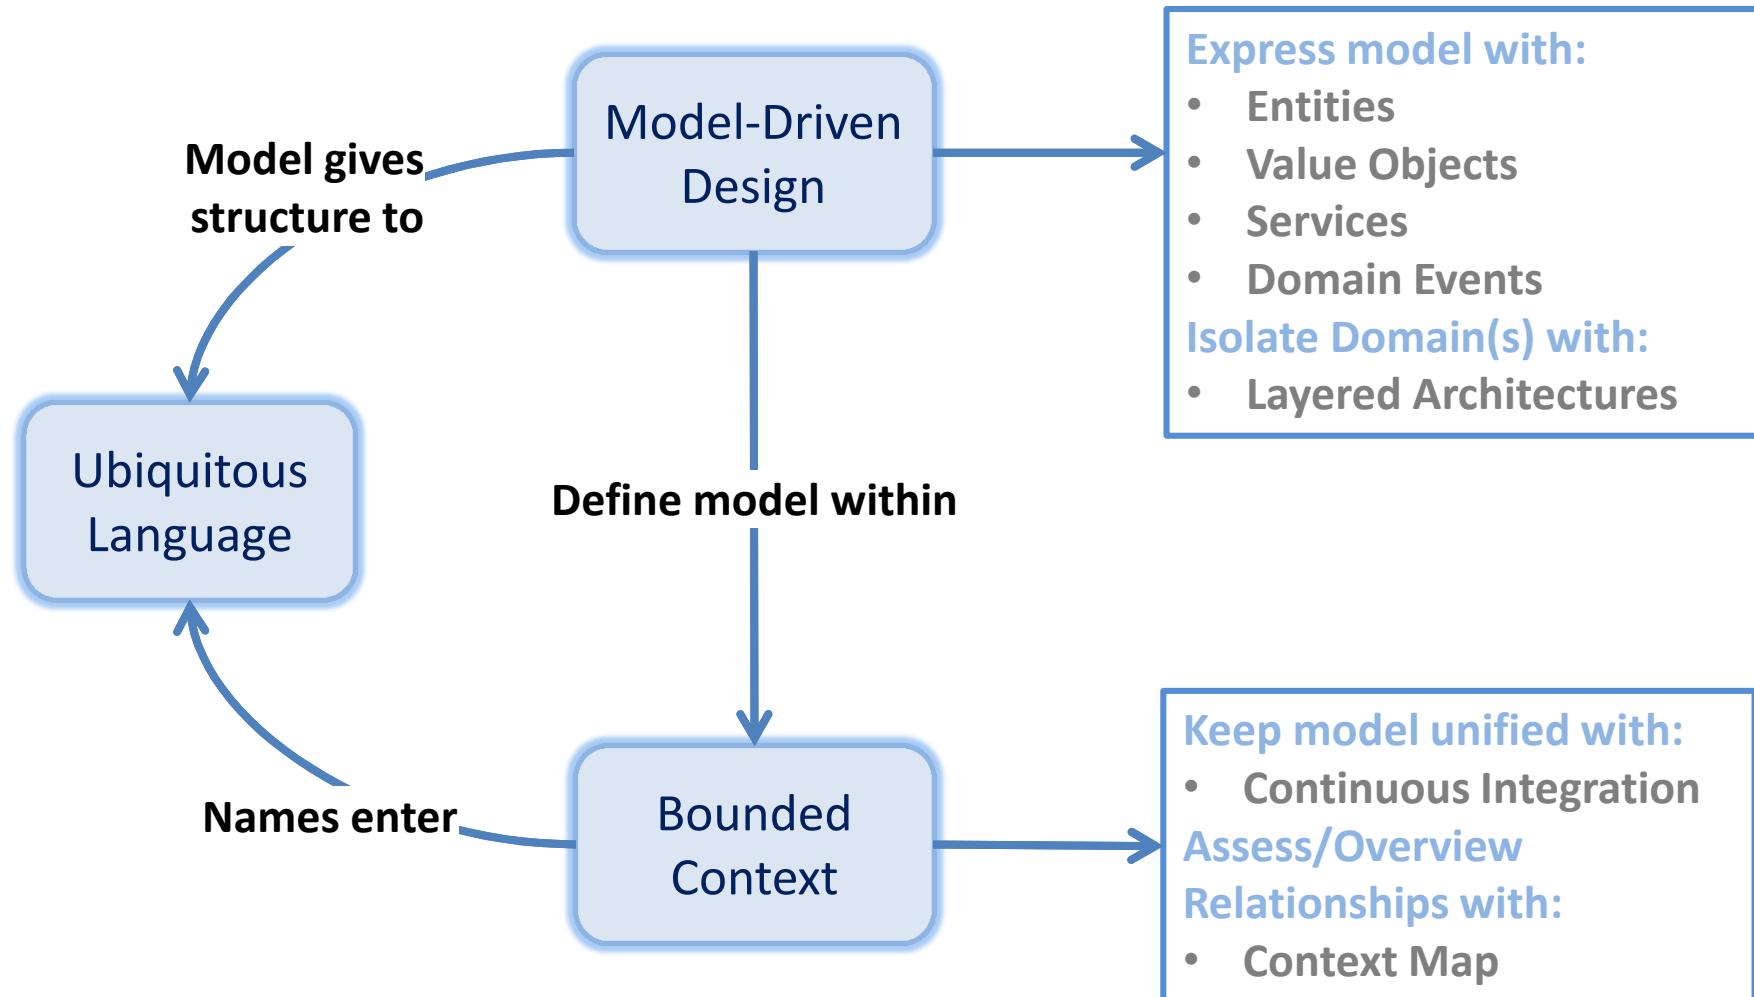 Model-Driven
Design
Model gives
structure to
Ubiquitous
Language
Define model within
Names enter
Bounded
Context
Express model with:
• Entities
• Value Objects
• Services
• Domain Events
Isolate Domain(s) with:
• Layered Architectures
Keep model unified with:
• Continuous Integration
Assess/Overview
Relationships with:
• Context Map